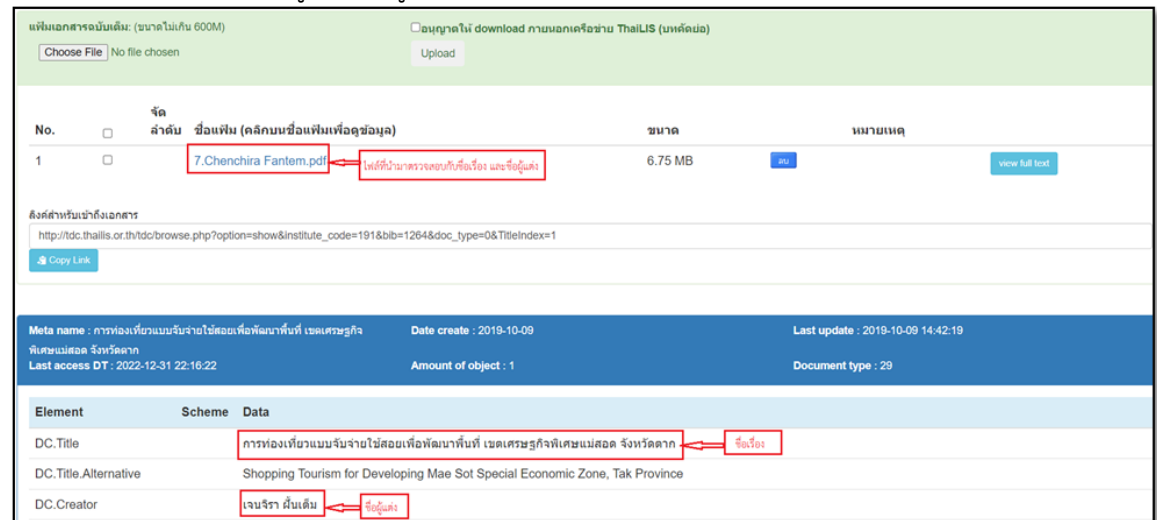 แฟ้มเอกสารฉบับเต็ม: (ขนาดไม่เกิน 600M)
อนุญาตให้ download ภายนอกเครือข่าย ThaiLIS (บทคัดย่อ)
Choose File No file chosen
Upload
No. จัดลำดับ ชื่อแฟ้ม (คลิกบนชื่อแฟ้มเพื่อดูข้อมูล) ขนาด หมายเหตุ
1 7.Chenchira Fantem.pdf ไฟล์ที่นำมาตรวจสอบกับชื่อเรื่อง และชื่อผู้แต่ง 6.75 MB ลบ view full text
ลิงค์สำหรับเข้าถึงเอกสาร
http://tdc.thailis.or.th/tdc/browse.php?option=show&institute_code=191&bib=1264&doc_type=0&TitleIndex=1
Copy Link
Meta name : การท่องเที่ยวแบบจับจ่ายใช้สอยเพื่อพัฒนาพื้นที่ เขตเศรษฐกิจ
พิเศษแม่สอด จังหวัดตาก
Date create : 2019-10-09
Last update : 2019-10-09 14:42:19
Last access DT : 2022-12-31 22:16:22
Amount of object : 1
Document type : 29
Element Scheme Data
DC.Title การท่องเที่ยวแบบจับจ่ายใช้สอยเพื่อพัฒนาพื้นที่ เขตเศรษฐกิจพิเศษแม่สอด จังหวัดตาก ชื่อเรื่อง
DC.Title.Alternative Shopping Tourism for Developing Mae Sot Special Economic Zone, Tak Province
DC.Creator เจนจิรา ฝั้นเต็ม ชื่อผู้แต่ง